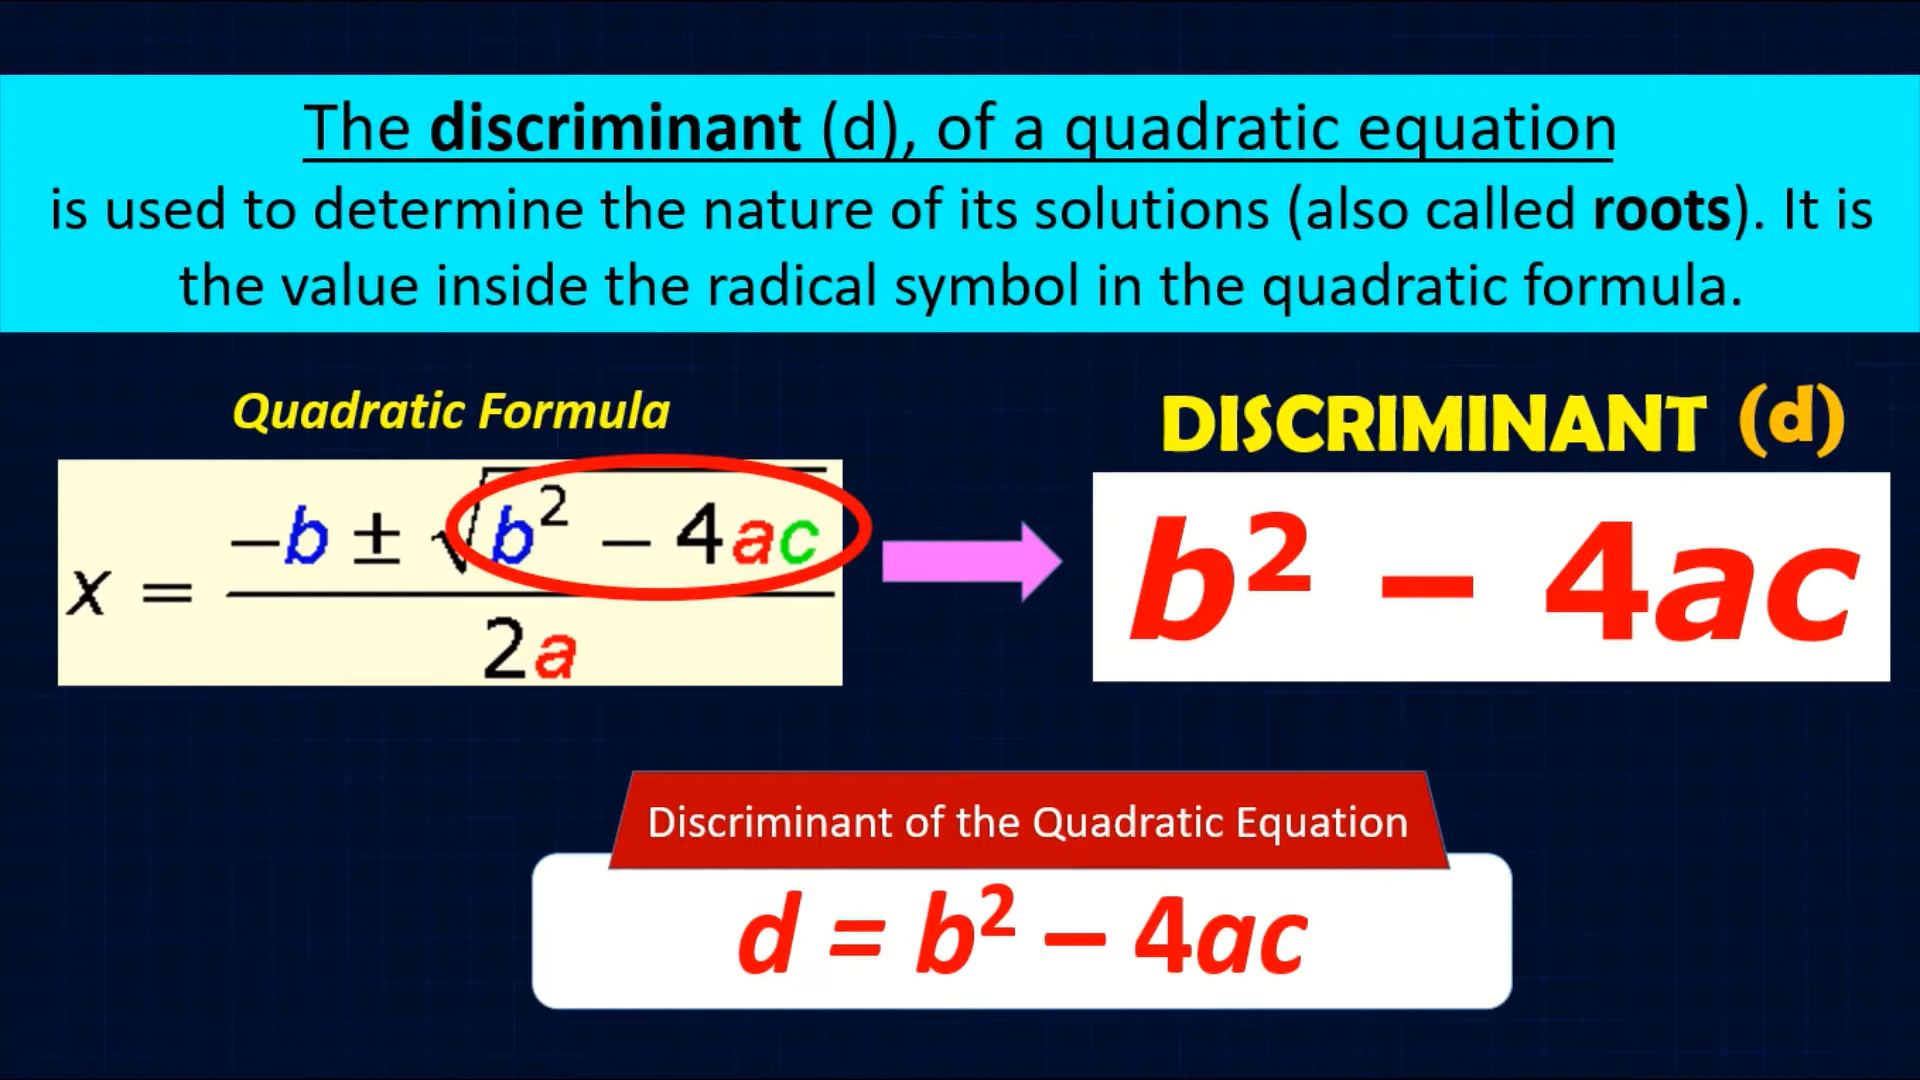 The discriminant (d), of a quadratic equation
is used to determine the nature of its solutions (also called roots). It is
the value inside the radical symbol in the quadratic formula.
Quadratic Formula
x = (−b ± √(b² − 4ac)) / 2a
DISCRIMINANT (d)
b² − 4ac
Discriminant of the Quadratic Equation
d = b² – 4ac